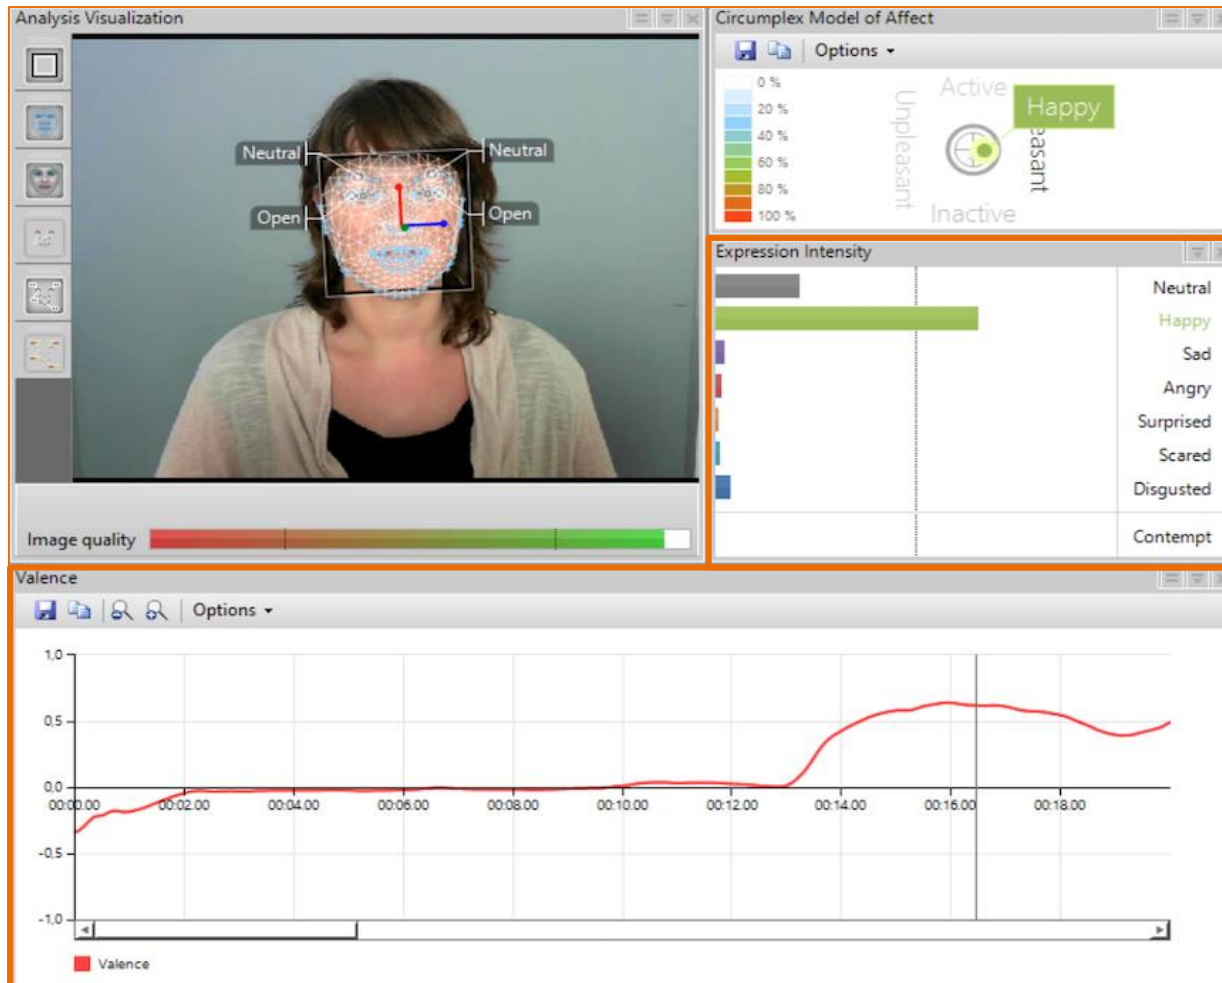 Analysis Visualization
Neutral
Neutral
Open
Open
Image quality
Circumplex Model of Affect
Options
0 %
20 %
40 %
60 %
80 %
100 %
Active
Unpleasant
Happy
easant
Inactive
Expression Intensity
Neutral
Happy
Sad
Angry
Surprised
Scared
Disgusted
Contempt
Valence
Options
1,0
0.5
0.0
00:00.00 00:02.00 00:04.00 00:06.00 00:08.00 00:10.00 00:12.00 00:14.00 00:16.00 00:18.00
-0.5
-1,0
Valence